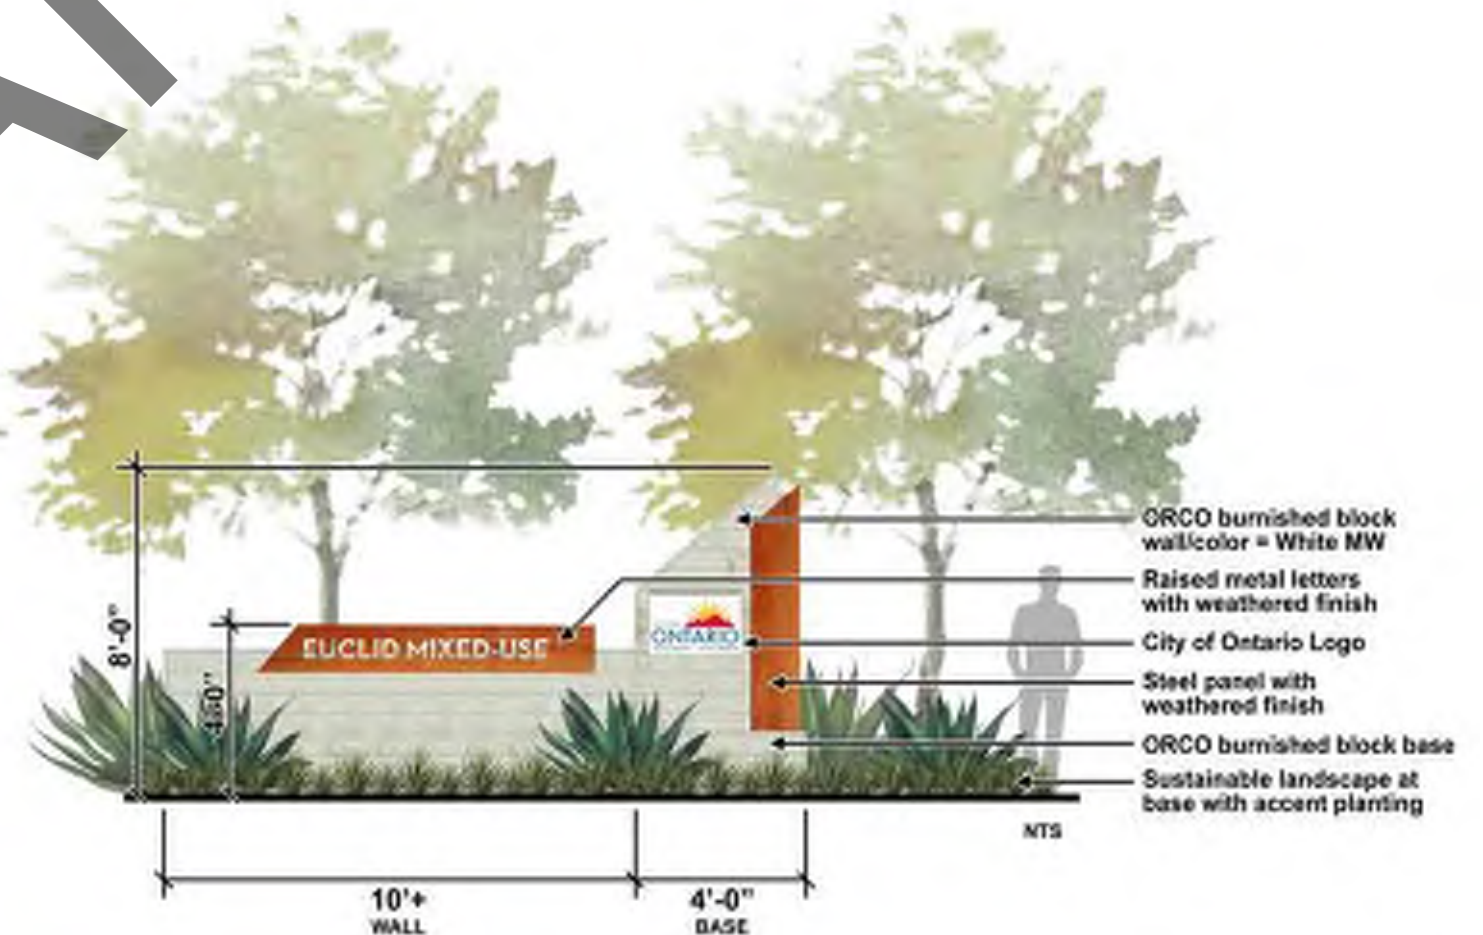 ORCO burnished block
wall/color = White MW
Raised metal letters
with weathered finish
City of Ontario Logo
Steel panel with
weathered finish
ORCO burnished block base
Sustainable landscape at
base with accent planting
NTS
8'-0"
EUCLID MIXED-USE
ONTARIO
10'+
WALL
4'-0"
BASE